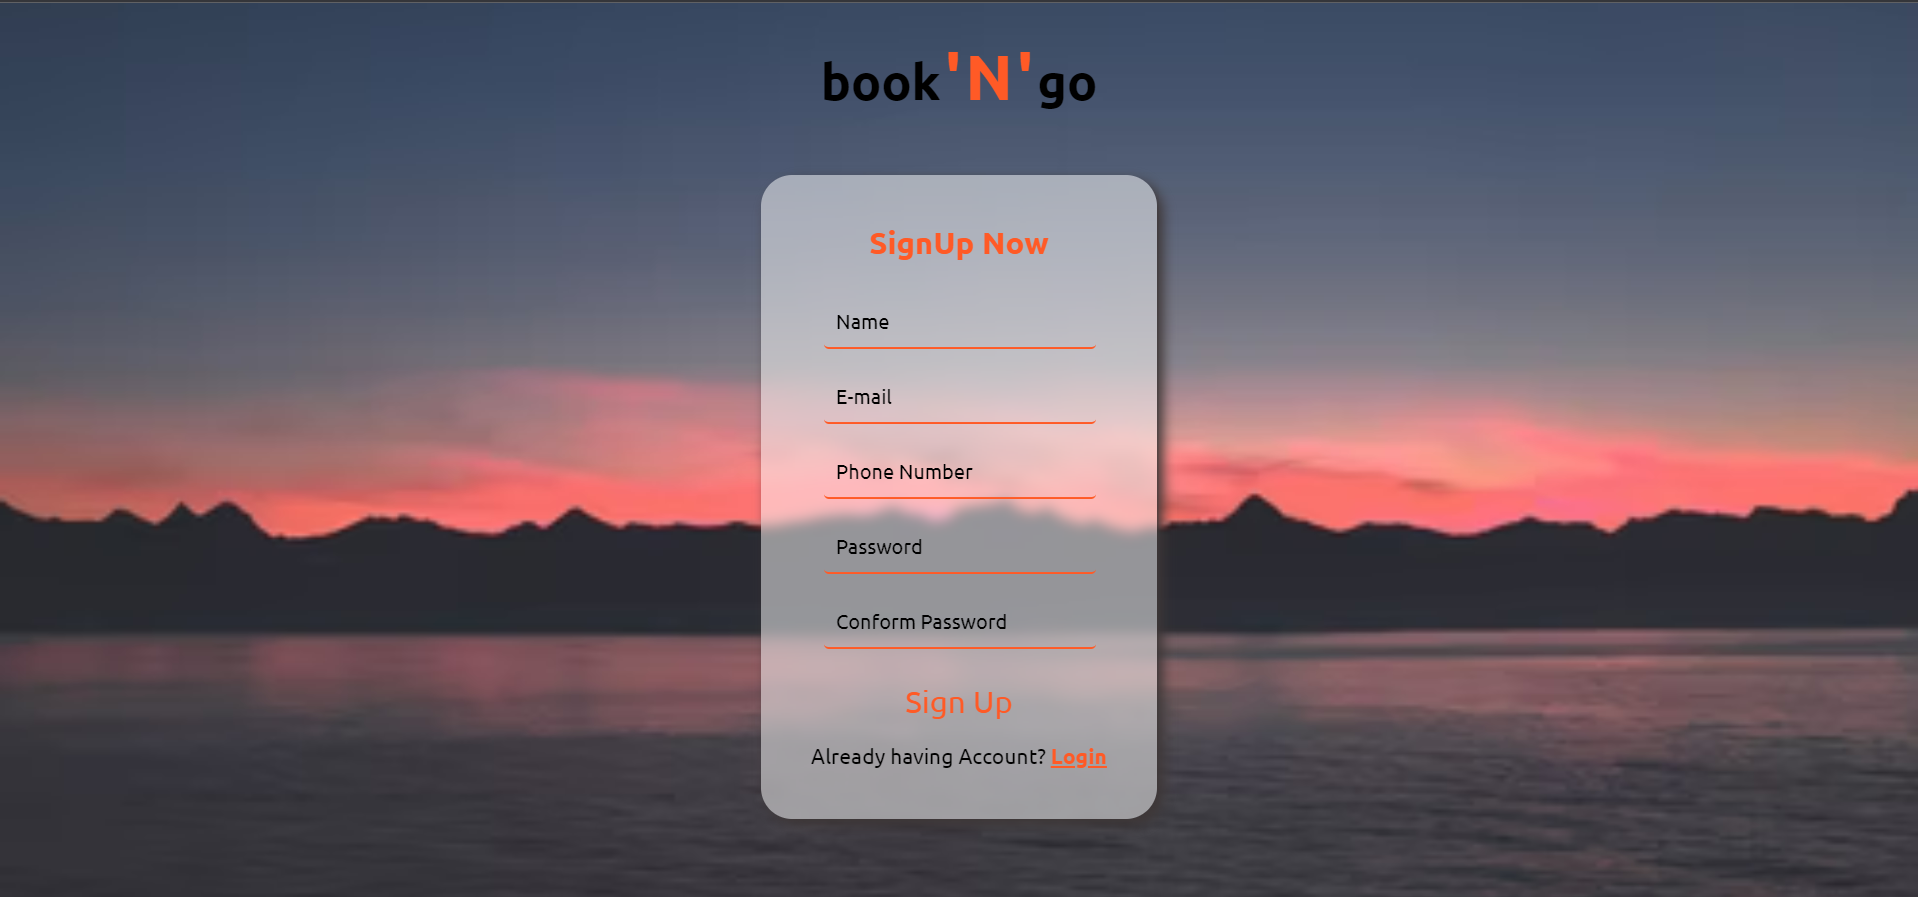 book'N'go
SignUp Now
Name
E-mail
Phone Number
Password
Conform Password
Sign Up
Already having Account? Login